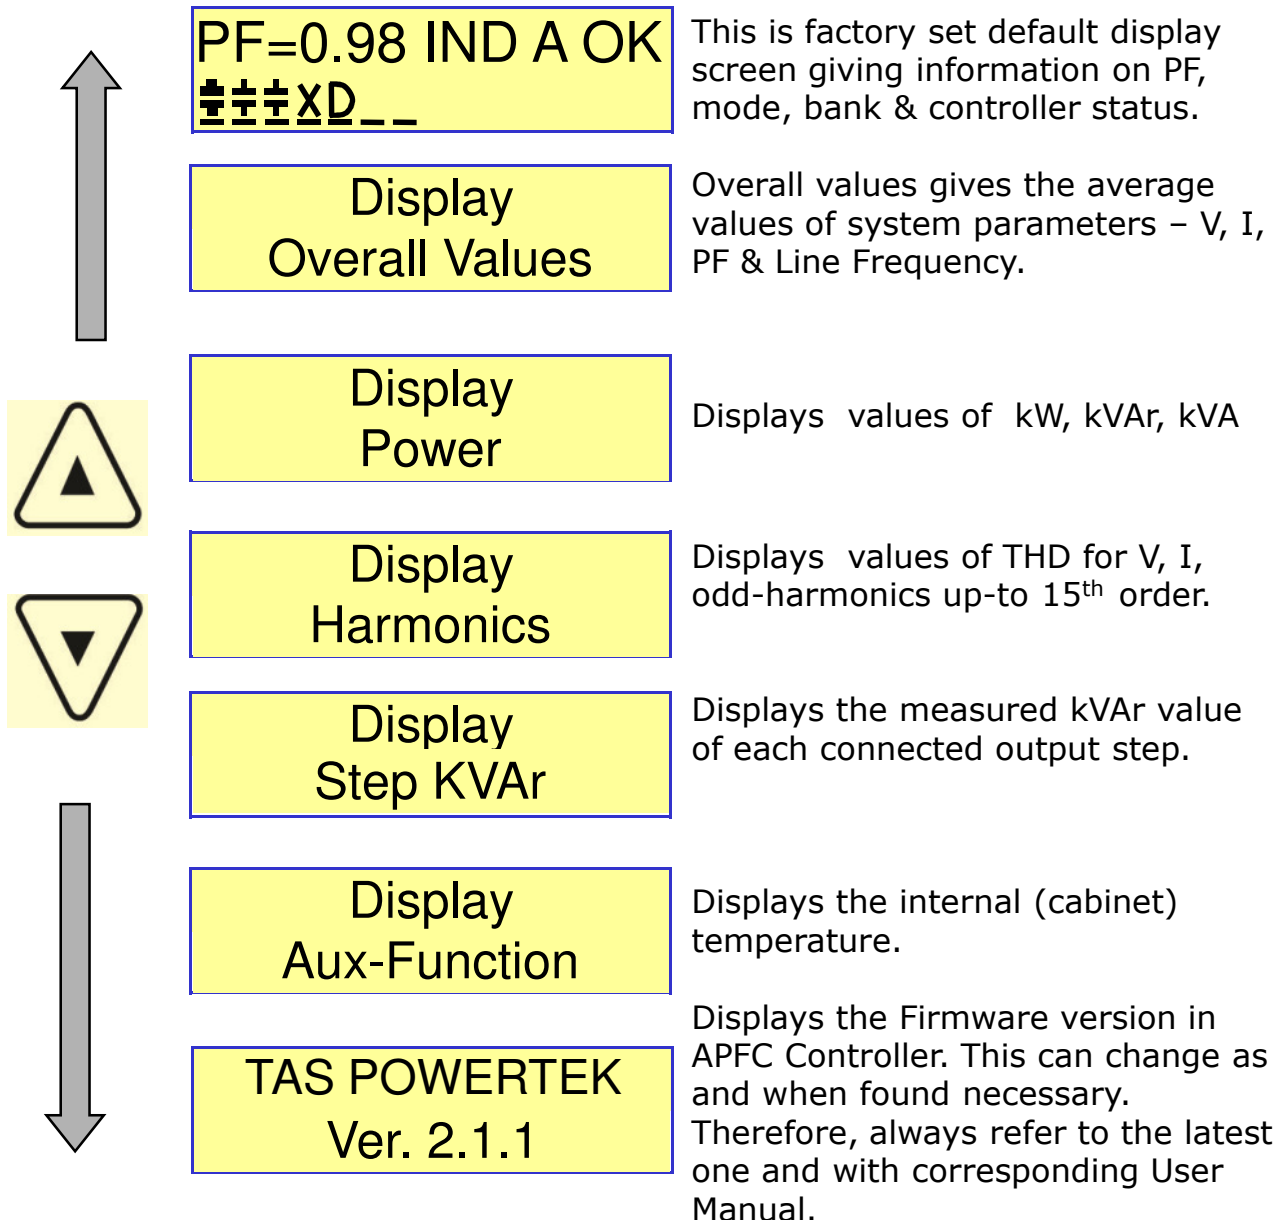 PF=0.98 IND A OK
XD_ _
This is factory set default display
screen giving information on PF,
mode, bank & controller status.
Display
Overall Values
Overall values gives the average
values of system parameters – V, I,
PF & Line Frequency.
Display
Power
Displays values of kW, kVAr, kVA
Display
Harmonics
Displays values of THD for V, I,
odd-harmonics up-to 15th order.
Display
Step KVAr
Displays the measured kVAr value
of each connected output step.
Display
Aux-Function
Displays the internal (cabinet)
temperature.
TAS POWERTEK
Ver. 2.1.1
Displays the Firmware version in
APFC Controller. This can change as
and when found necessary.
Therefore, always refer to the latest
one and with corresponding User
Manual.